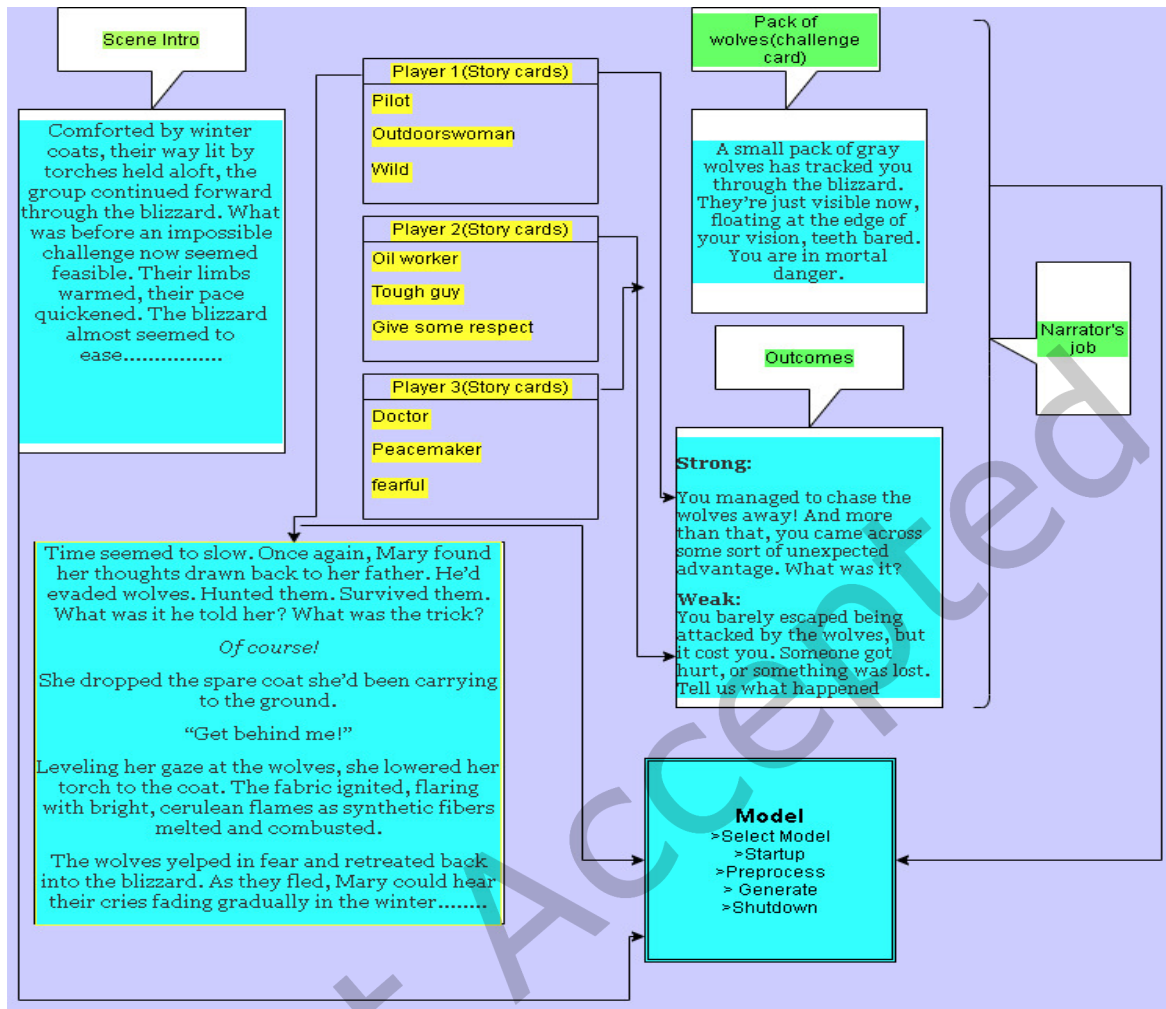 Scene Intro
Comforted by winter
coats, their way lit by
torches held aloft, the
group continued forward
through the blizzard. What
was before an impossible
challenge now seemed
feasible. Their limbs
warmed, their pace
quickened. The blizzard
almost seemed to
ease................
Player 1(Story cards)
Pilot
Outdoorswoman
Wild
Player 2(Story cards)
Oil worker
Tough guy
Give some respect
Player 3(Story cards)
Doctor
Peacemaker
fearful
Pack of
wolves(challenge
card)
A small pack of gray
wolves has tracked you
through the blizzard.
They’re just visible now,
floating at the edge of
your vision, teeth bared.
You are in mortal
danger.
Outcomes
Strong:
You managed to chase the
wolves away! And more
than that, you came across
some sort of unexpected
advantage. What was it?
Weak:
You barely escaped being
attacked by the wolves, but
it cost you. Someone got
hurt, or something was lost.
Tell us what happened
Narrator's
job
Time seemed to slow. Once again, Mary found
her thoughts drawn back to her father. He’d
evaded wolves. Hunted them. Survived them.
What was it he told her? What was the trick?
Of course!
She dropped the spare coat she’d been carrying
to the ground.
“Get behind me!”
Leveling her gaze at the wolves, she lowered her
torch to the coat. The fabric ignited, flaring
with bright, cerulean flames as synthetic fibers
melted and combusted.
The wolves yelped in fear and retreated back
into the blizzard. As they fled, Mary could hear
their cries fading gradually in the winter........
Model
>Select Model
>Startup
>Preprocess
> Generate
>Shutdown
Accepted